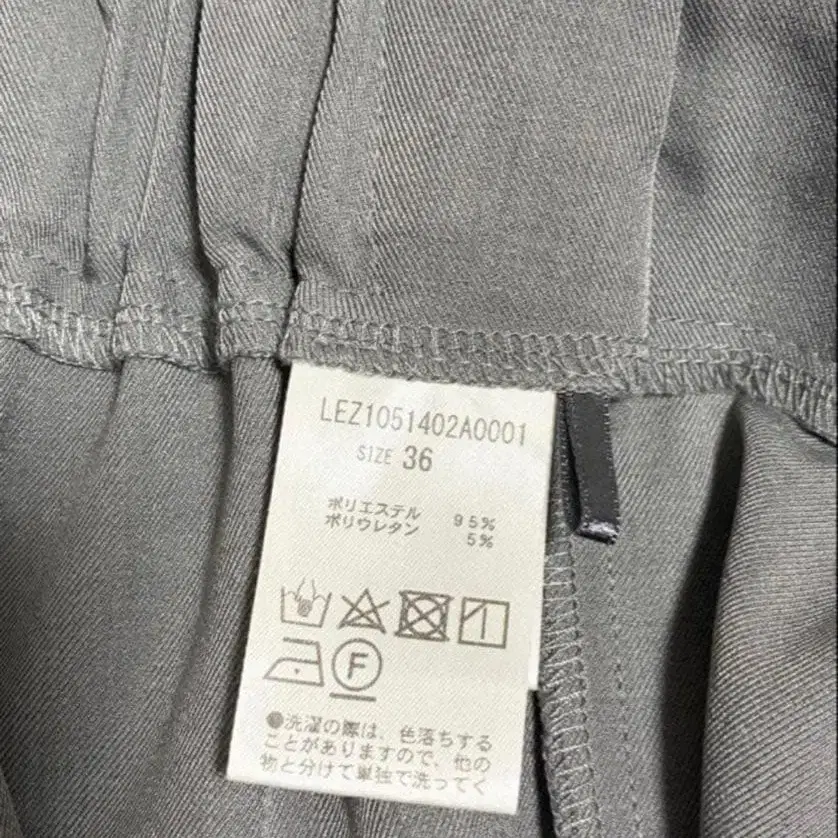 LEZ1051402A0001
SIZE 36
ポリエステル 95%
ポリウレタン 5%
F
●洗濯の際は、色落ちする
ことがありますので、他の
物と分けて単独で洗ってく